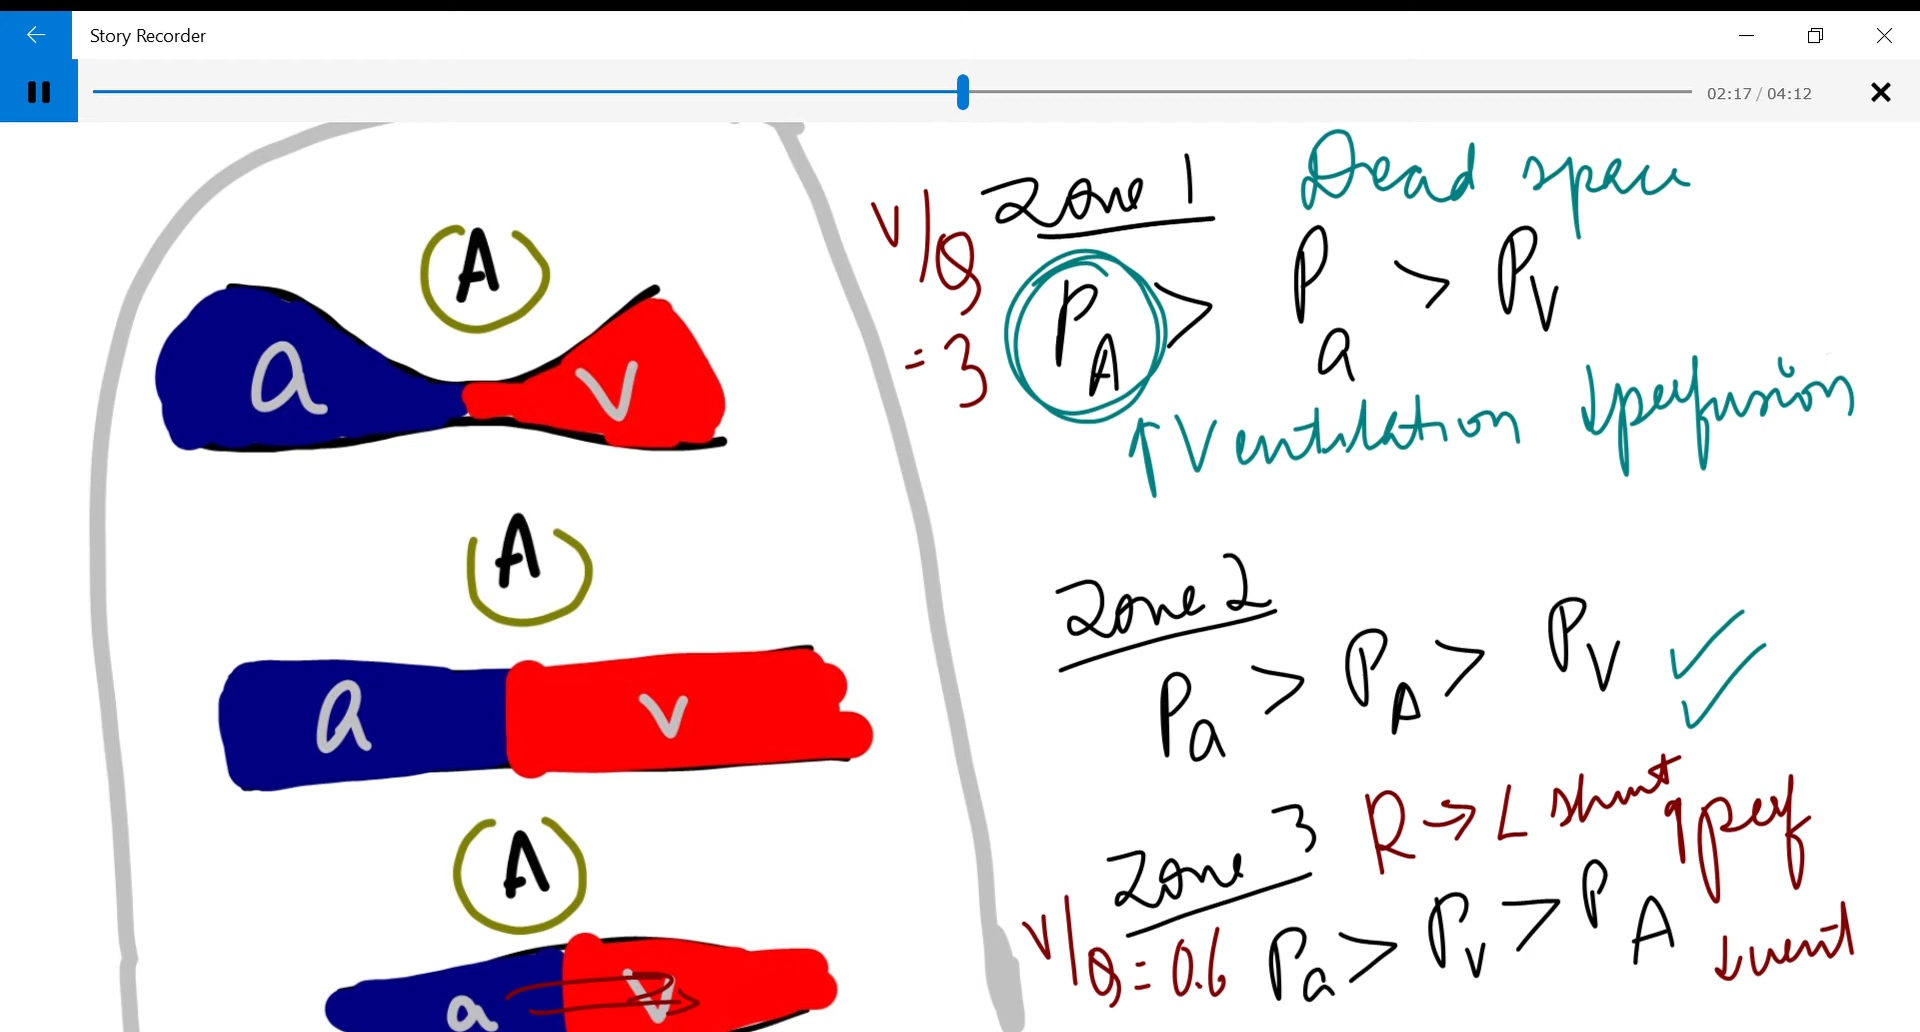 Story Recorder
02:17 / 04:12
Zone 1
Dead space
V/Q = 3
PA > Pa > PV
↑ Ventilation ↓perfusion
A
a
V
Zone 2
Pa > PA > PV ✓✓
A
a
V
Zone 3
R → L shunt
↑perf
V/Q = 0.6
Pa > Pv > PA
↓vent
A
a
V